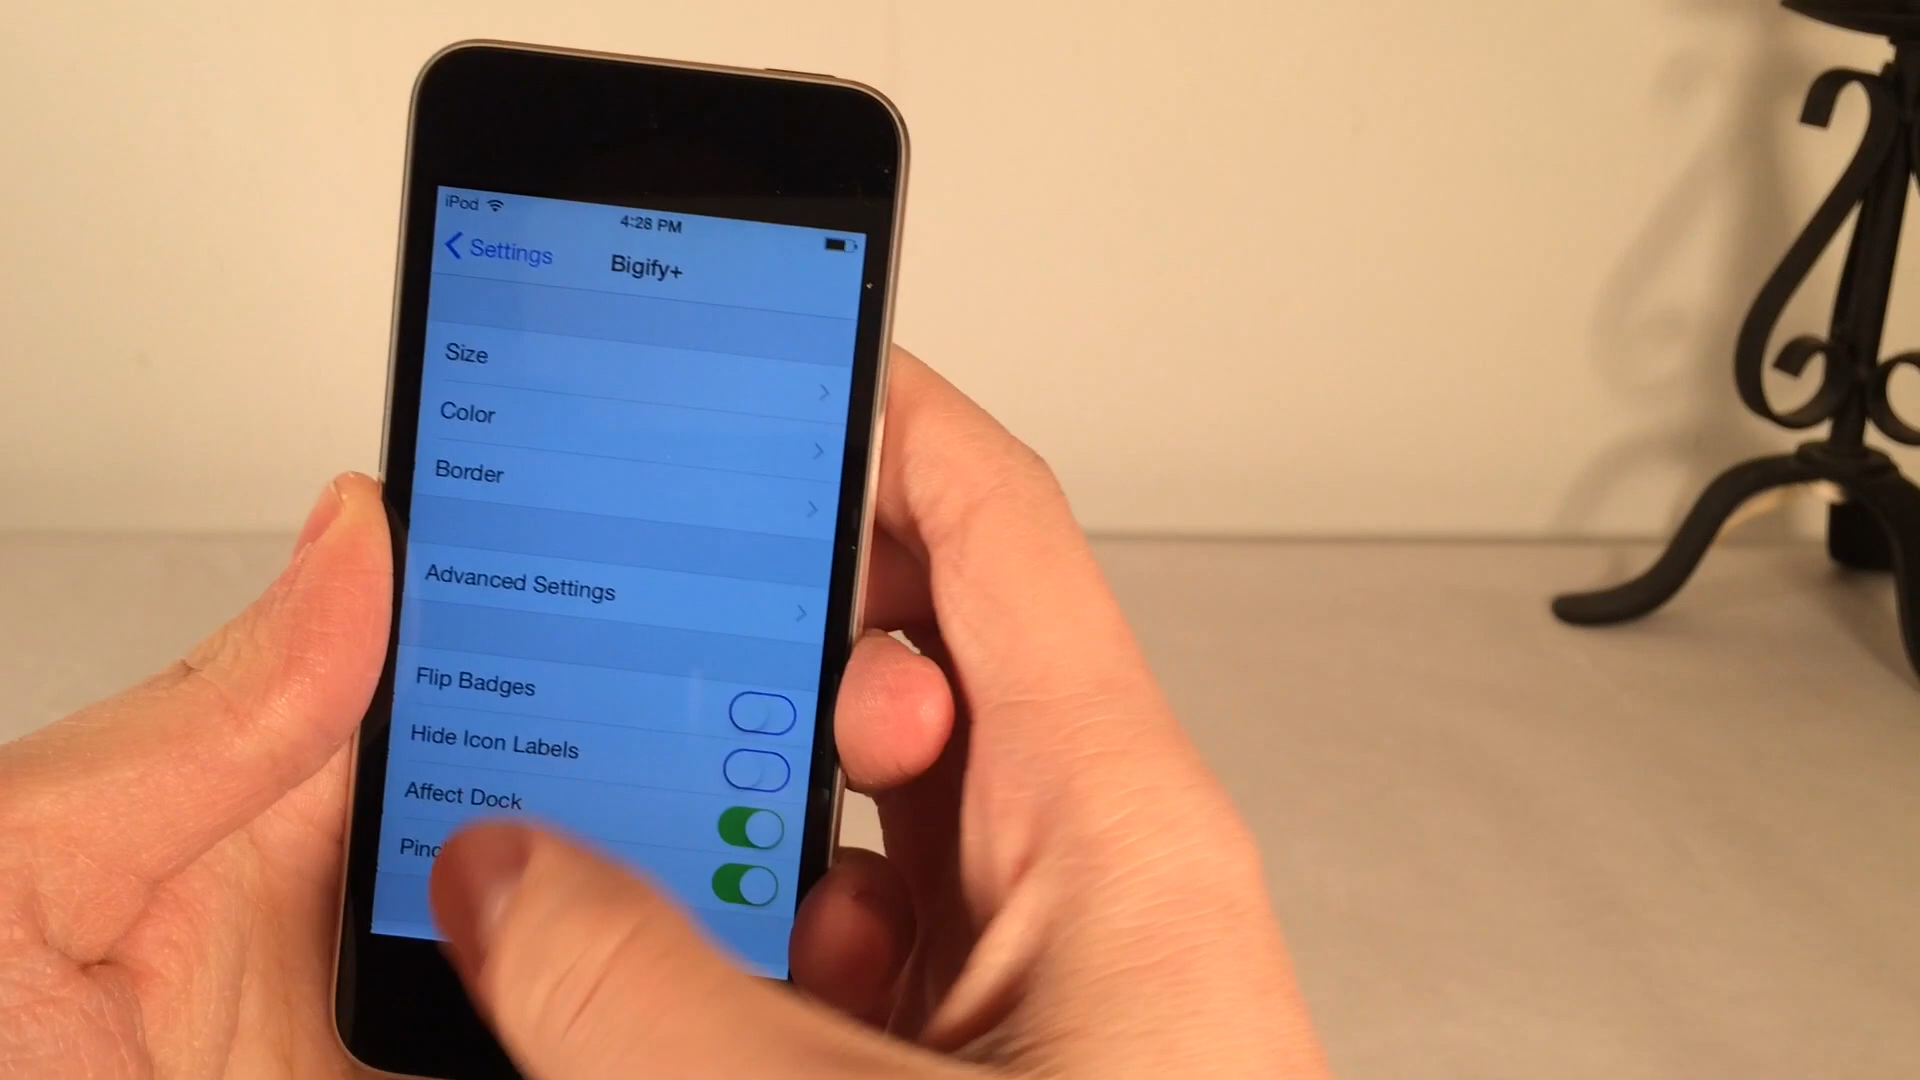 iPod
4:28 PM
Settings
Bigify+
Size
Color
Border
Advanced Settings
Flip Badges
Hide Icon Labels
Affect Dock